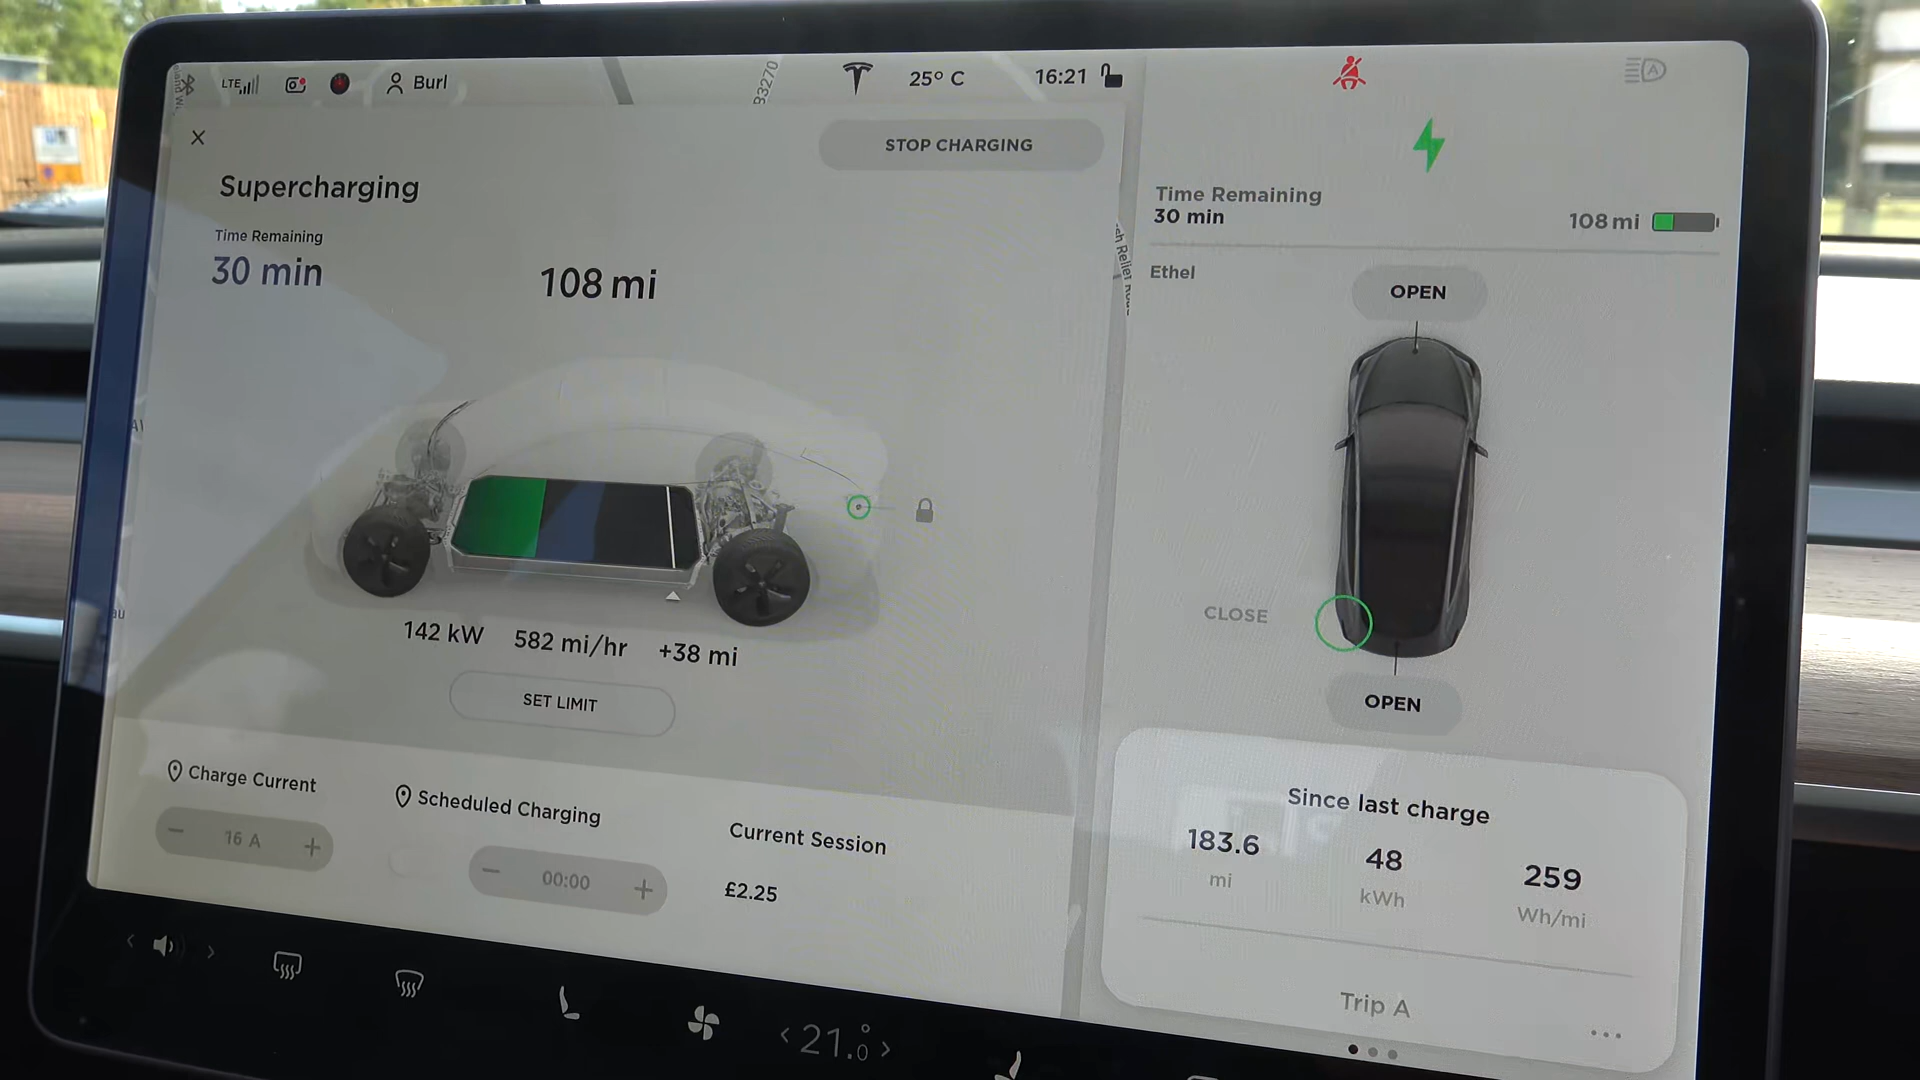 LTE
Burl
B3270
25° C
16:21
STOP CHARGING
Supercharging
Time Remaining
30 min
108 mi
142 kW
582 mi/hr
+38 mi
SET LIMIT
Charge Current
16 A
Scheduled Charging
00:00
Current Session
£2.25
21.0
A
Time Remaining
30 min
108 mi
Ethel
OPEN
CLOSE
OPEN
Since last charge
183.6
mi
48
kWh
259
Wh/mi
Trip A